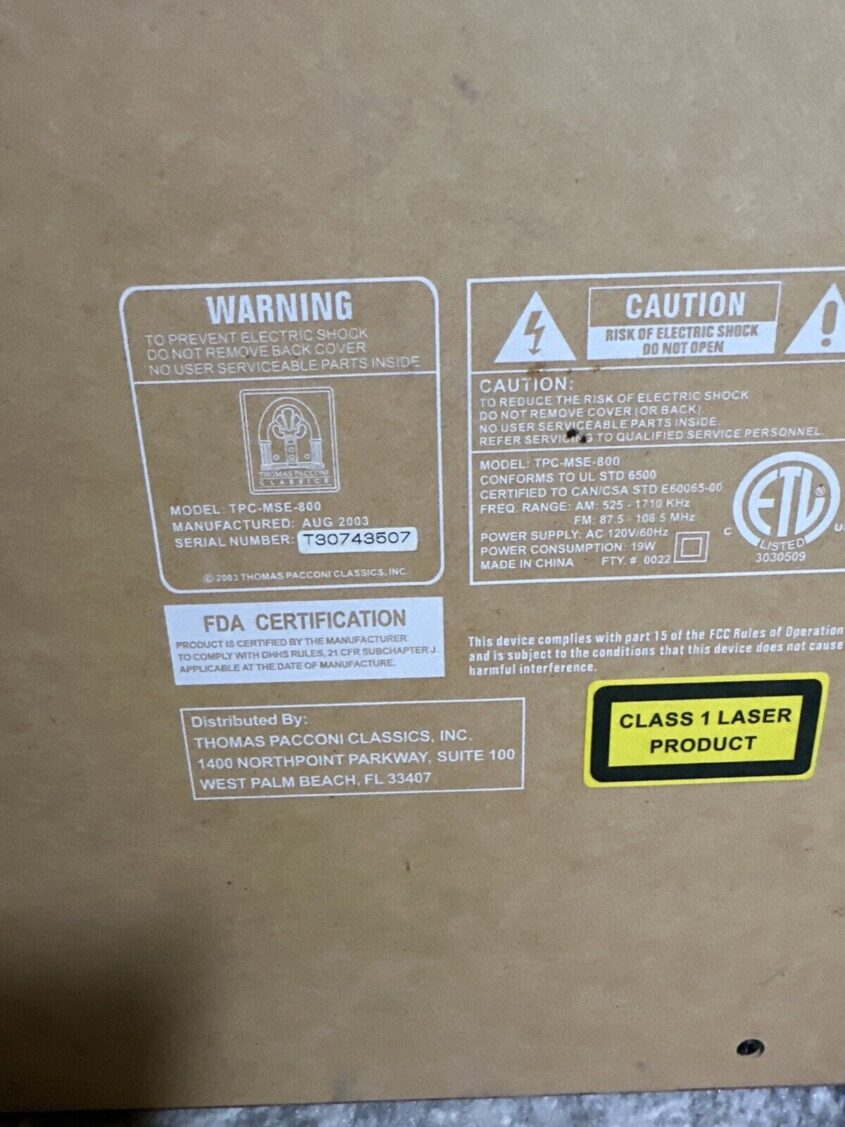 WARNING
TO PREVENT ELECTRIC SHOCK
DO NOT REMOVE BACK COVER
NO USER SERVICEABLE PARTS INSIDE
THOMAS PACCONI
CLASSICS
MODEL: TPC-MSE-800
MANUFACTURED: AUG 2003
SERIAL NUMBER: T30743507
© 2003 THOMAS PACCONI CLASSICS, INC.
CAUTION
RISK OF ELECTRIC SHOCK
DO NOT OPEN
CAUTION:
TO REDUCE THE RISK OF ELECTRIC SHOCK
DO NOT REMOVE COVER (OR BACK).
NO USER SERVICEABLE PARTS INSIDE.
REFER SERVICING TO QUALIFIED SERVICE PERSONNEL
MODEL: TPC-MSE-800
CONFORMS TO UL STD 6500
CERTIFIED TO CAN/CSA STD E60065-00
FREQ. RANGE: AM: 525 - 1710 KHz
FM: 87.5 - 108.5 MHz
POWER SUPPLY: AC 120V/60Hz
POWER CONSUMPTION: 19W
MADE IN CHINA FTY. # 0022
C ETL® U
LISTED
3030509
FDA CERTIFICATION
PRODUCT IS CERTIFIED BY THE MANUFACTURER
TO COMPLY WITH DHHS RULES, 21 CFR SUBCHAPTER J.
APPLICABLE AT THE DATE OF MANUFACTURE.
This device complies with part 15 of the FCC Rules of Operation
and is subject to the conditions that this device does not cause
harmful interference.
Distributed By:
THOMAS PACCONI CLASSICS, INC.
1400 NORTHPOINT PARKWAY, SUITE 100
WEST PALM BEACH, FL 33407
CLASS 1 LASER
PRODUCT